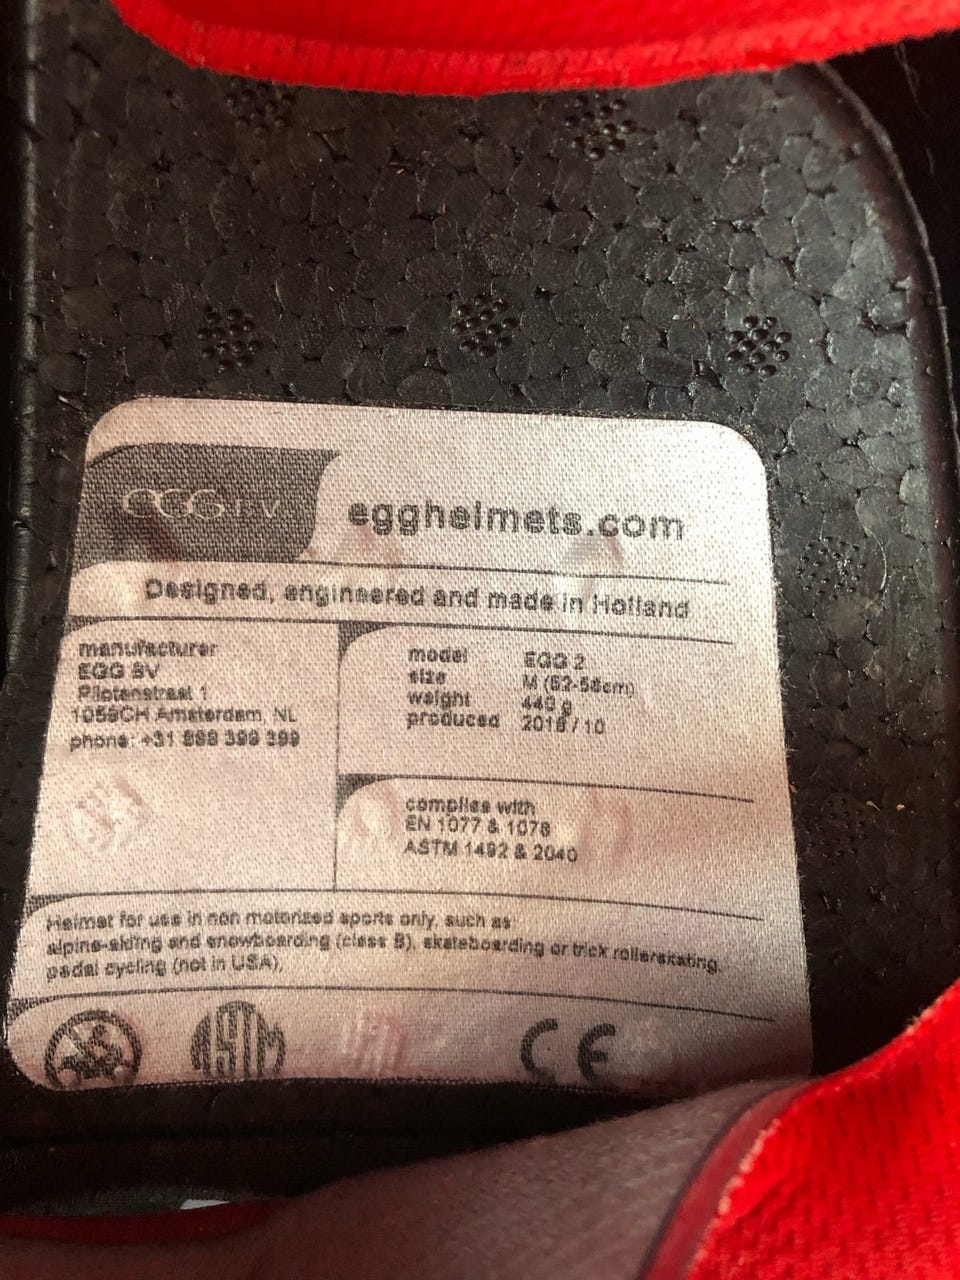 egghelmets.com
Designed, engineered and made in Holland
manufacturer
EGG BV
Pilotenstraat 1
1059CH Amsterdam, NL
phone: +31 888 399 399
model EGG 2
size M (52-56cm)
weight 440 g
produced 2018 / 10
complies with
EN 1077 & 1078
ASTM 1492 & 2040
Helmet for use in non motorized sports only, such as:
alpine-skiing and snowboarding (class B), skateboarding or trick rollerskating,
pedal cycling (not in USA),
ASTM
CE